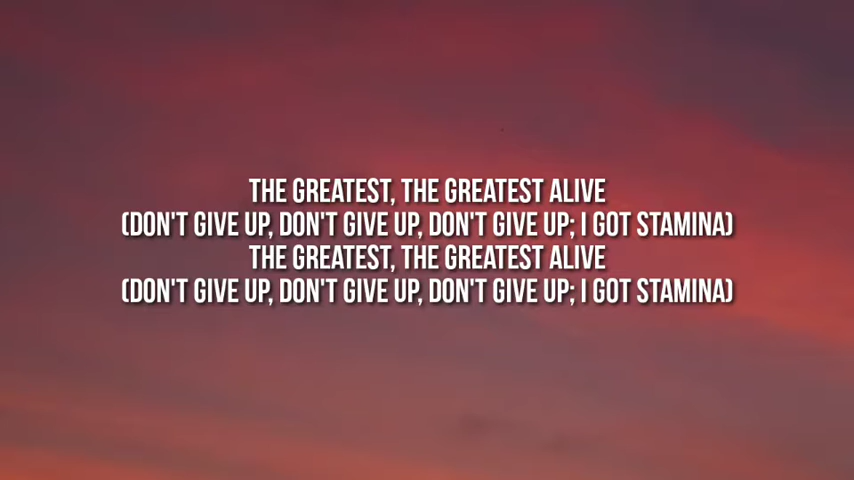 THE GREATEST, THE GREATEST ALIVE
(DON'T GIVE UP, DON'T GIVE UP, DON'T GIVE UP; I GOT STAMINA)
THE GREATEST, THE GREATEST ALIVE
(DON'T GIVE UP, DON'T GIVE UP, DON'T GIVE UP; I GOT STAMINA)